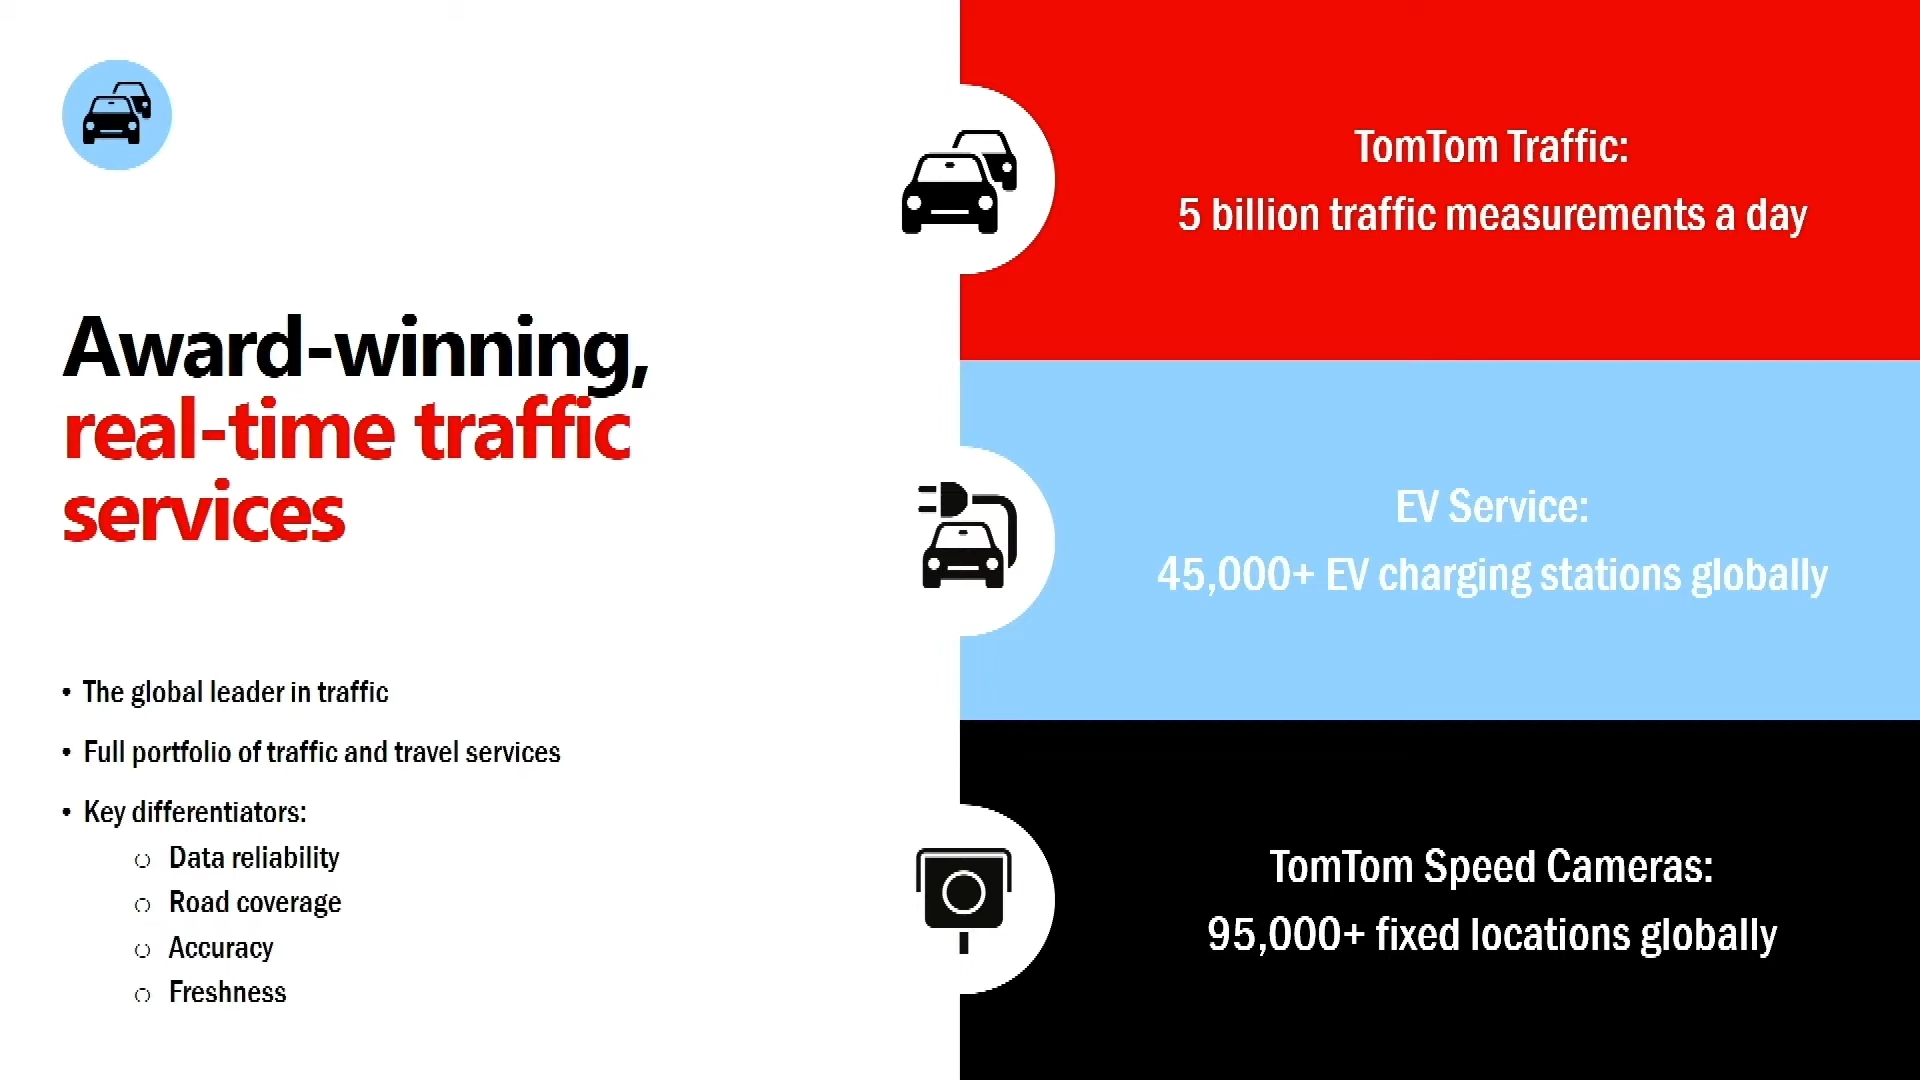 Award-winning,
real-time traffic
services
• The global leader in traffic
• Full portfolio of traffic and travel services
• Key differentiators:
○ Data reliability
○ Road coverage
○ Accuracy
○ Freshness
TomTom Traffic:
5 billion traffic measurements a day
EV Service:
45,000+ EV charging stations globally
TomTom Speed Cameras:
95,000+ fixed locations globally